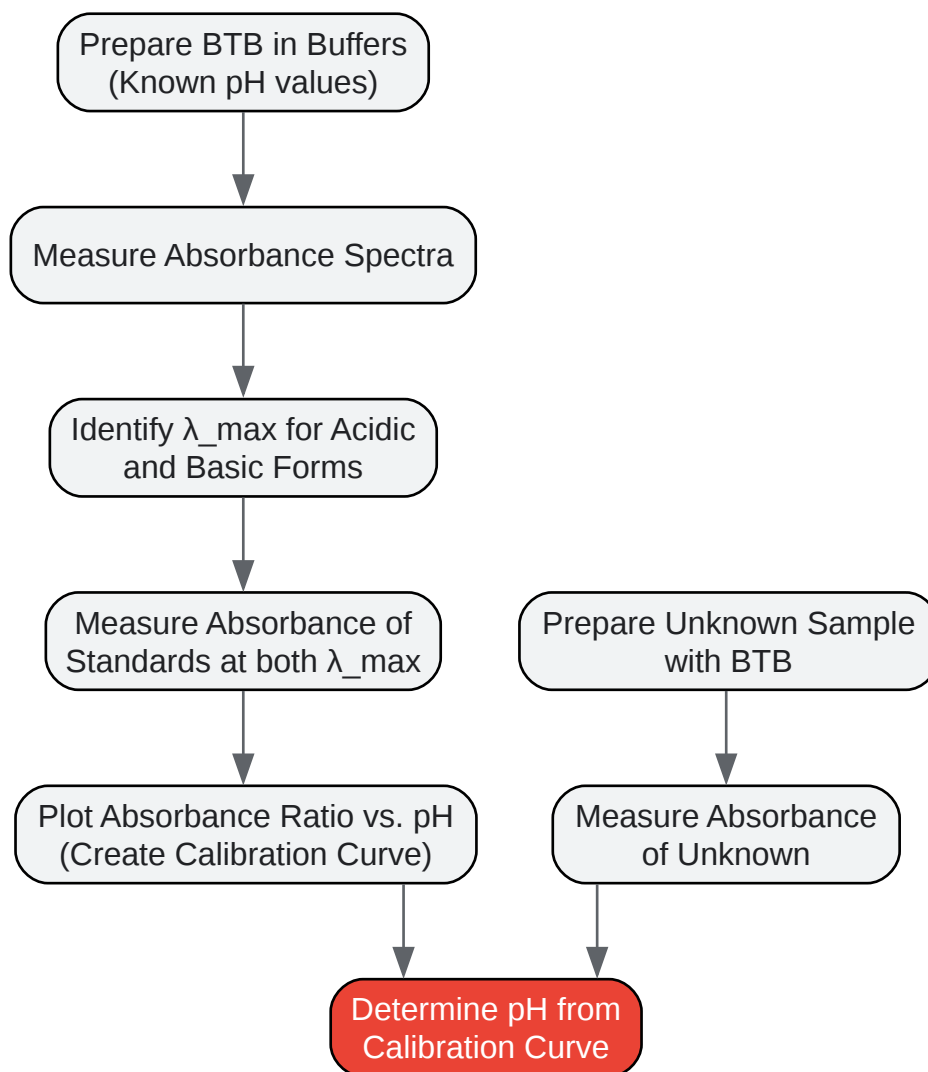 Prepare BTB in Buffers
(Known pH values)
Measure Absorbance Spectra
Identify λ_max for Acidic
and Basic Forms
Measure Absorbance of
Standards at both λ_max
Plot Absorbance Ratio vs. pH
(Create Calibration Curve)
Prepare Unknown Sample
with BTB
Measure Absorbance
of Unknown
Determine pH from
Calibration Curve